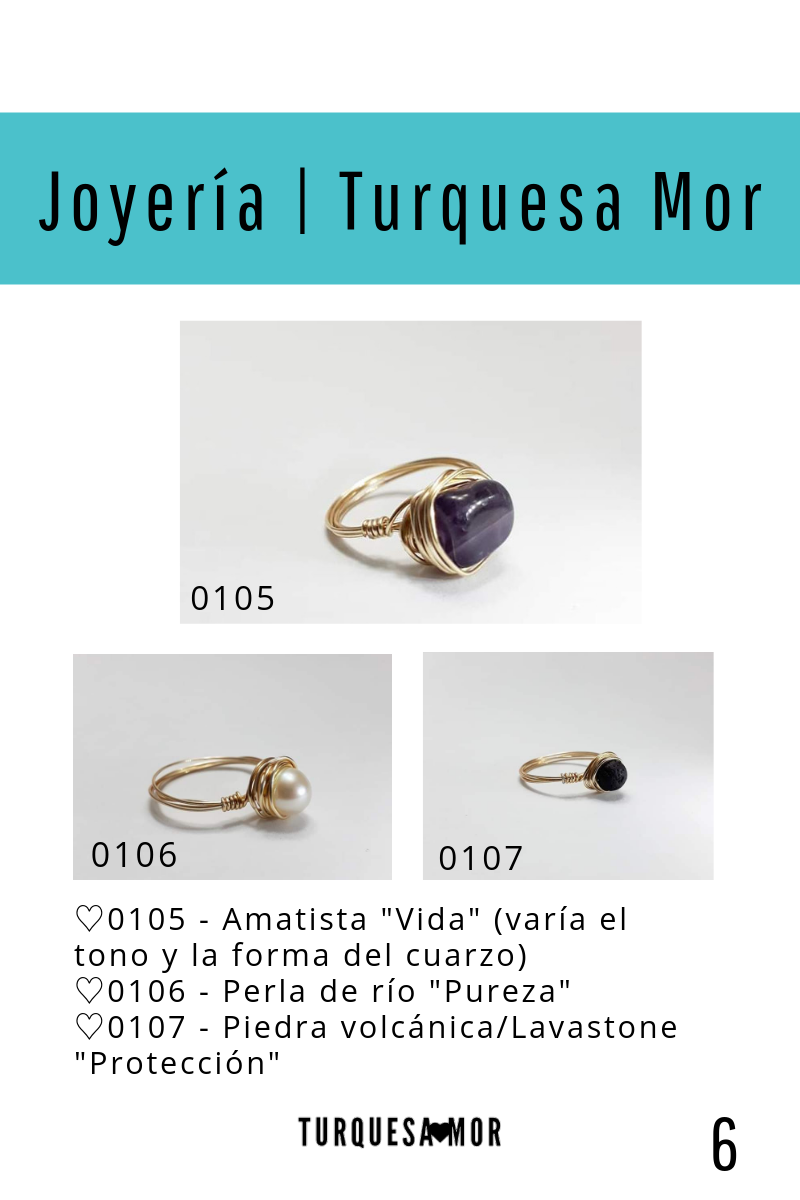 Joyería | Turquesa Mor
0105
0106
0107
♡0105 - Amatista "Vida" (varía el
tono y la forma del cuarzo)
♡0106 - Perla de río "Pureza"
♡0107 - Piedra volcánica/Lavastone
"Protección"
TURQUESA♥MOR
6